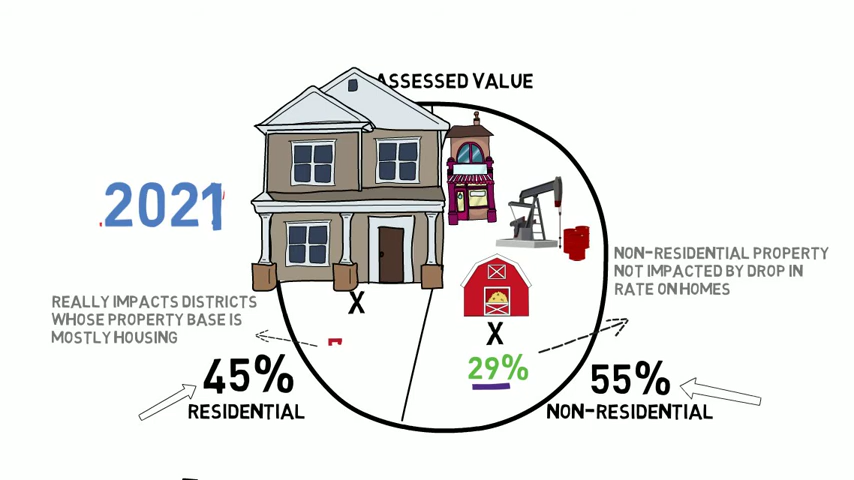 ASSESSED VALUE
2021
NON-RESIDENTIAL PROPERTY
NOT IMPACTED BY DROP IN
RATE ON HOMES
REALLY IMPACTS DISTRICTS
WHOSE PROPERTY BASE IS
MOSTLY HOUSING
X
X
29%
45%
RESIDENTIAL
55%
NON-RESIDENTIAL